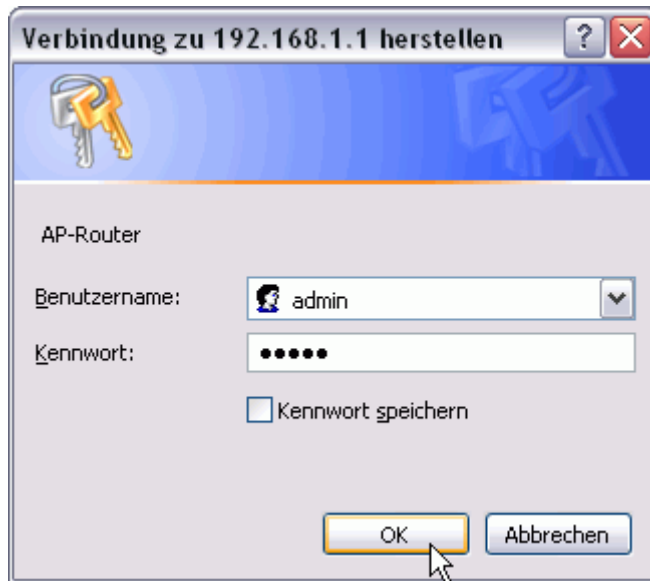 Verbindung zu 192.168.1.1 herstellen
AP-Router
Benutzername: admin
Kennwort: •••••
Kennwort speichern
OK Abbrechen